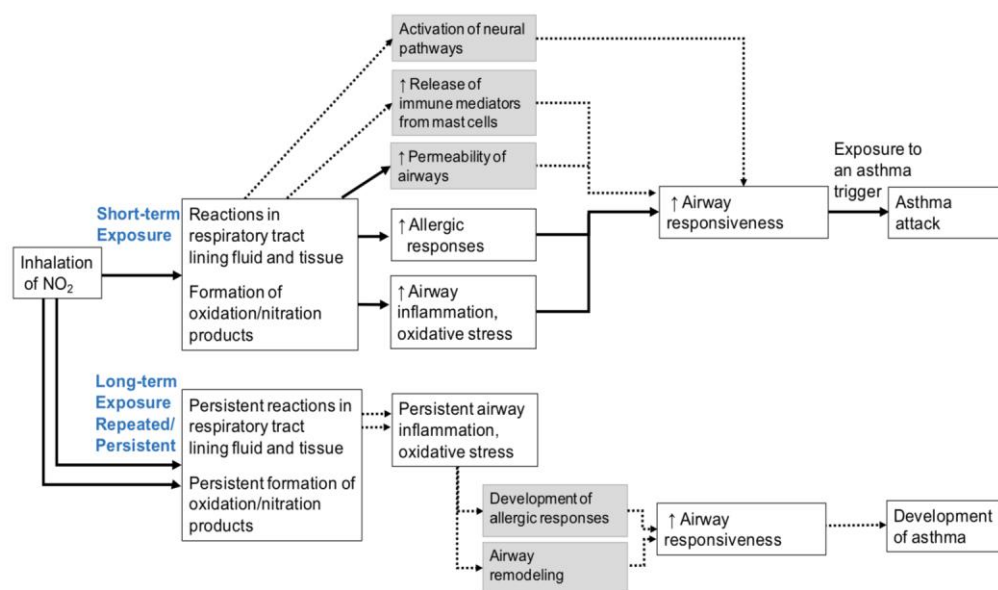 Activation of neural
pathways
↑ Release of
immune mediators
from mast cells
↑ Permeability of
airways
Exposure to
an asthma
trigger
Short-term
Exposure
Reactions in
respiratory tract
lining fluid and tissue
Formation of
oxidation/nitration
products
↑ Allergic
responses
↑ Airway
responsiveness
Asthma
attack
Inhalation
of NO₂
↑ Airway
inflammation,
oxidative stress
Long-term
Exposure
Repeated/
Persistent
Persistent reactions in
respiratory tract
lining fluid and tissue
Persistent formation of
oxidation/nitration
products
Persistent airway
inflammation,
oxidative stress
Development of
allergic responses
Airway
remodeling
↑ Airway
responsiveness
Development
of asthma